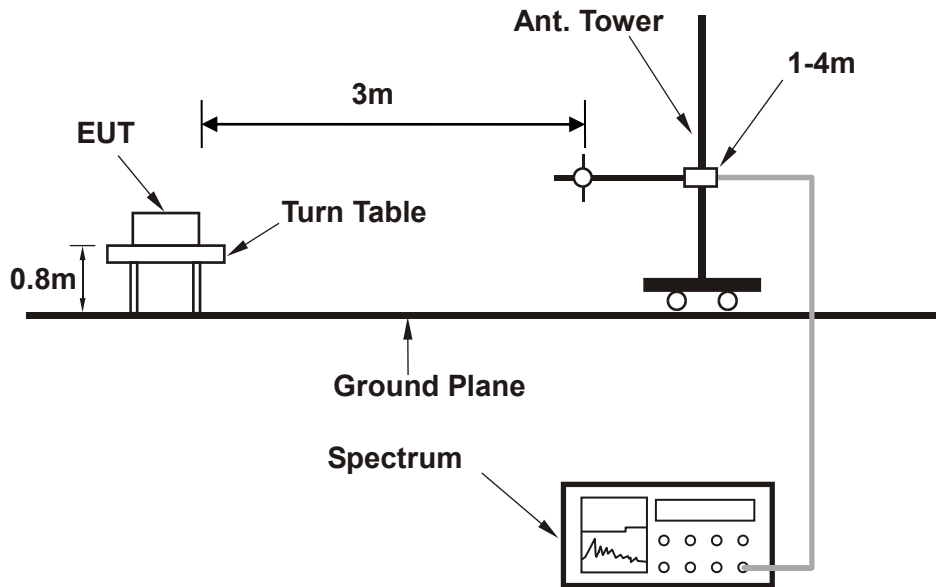 Ant. Tower
1-4m
3m
EUT
Turn Table
0.8m
Ground Plane
Spectrum